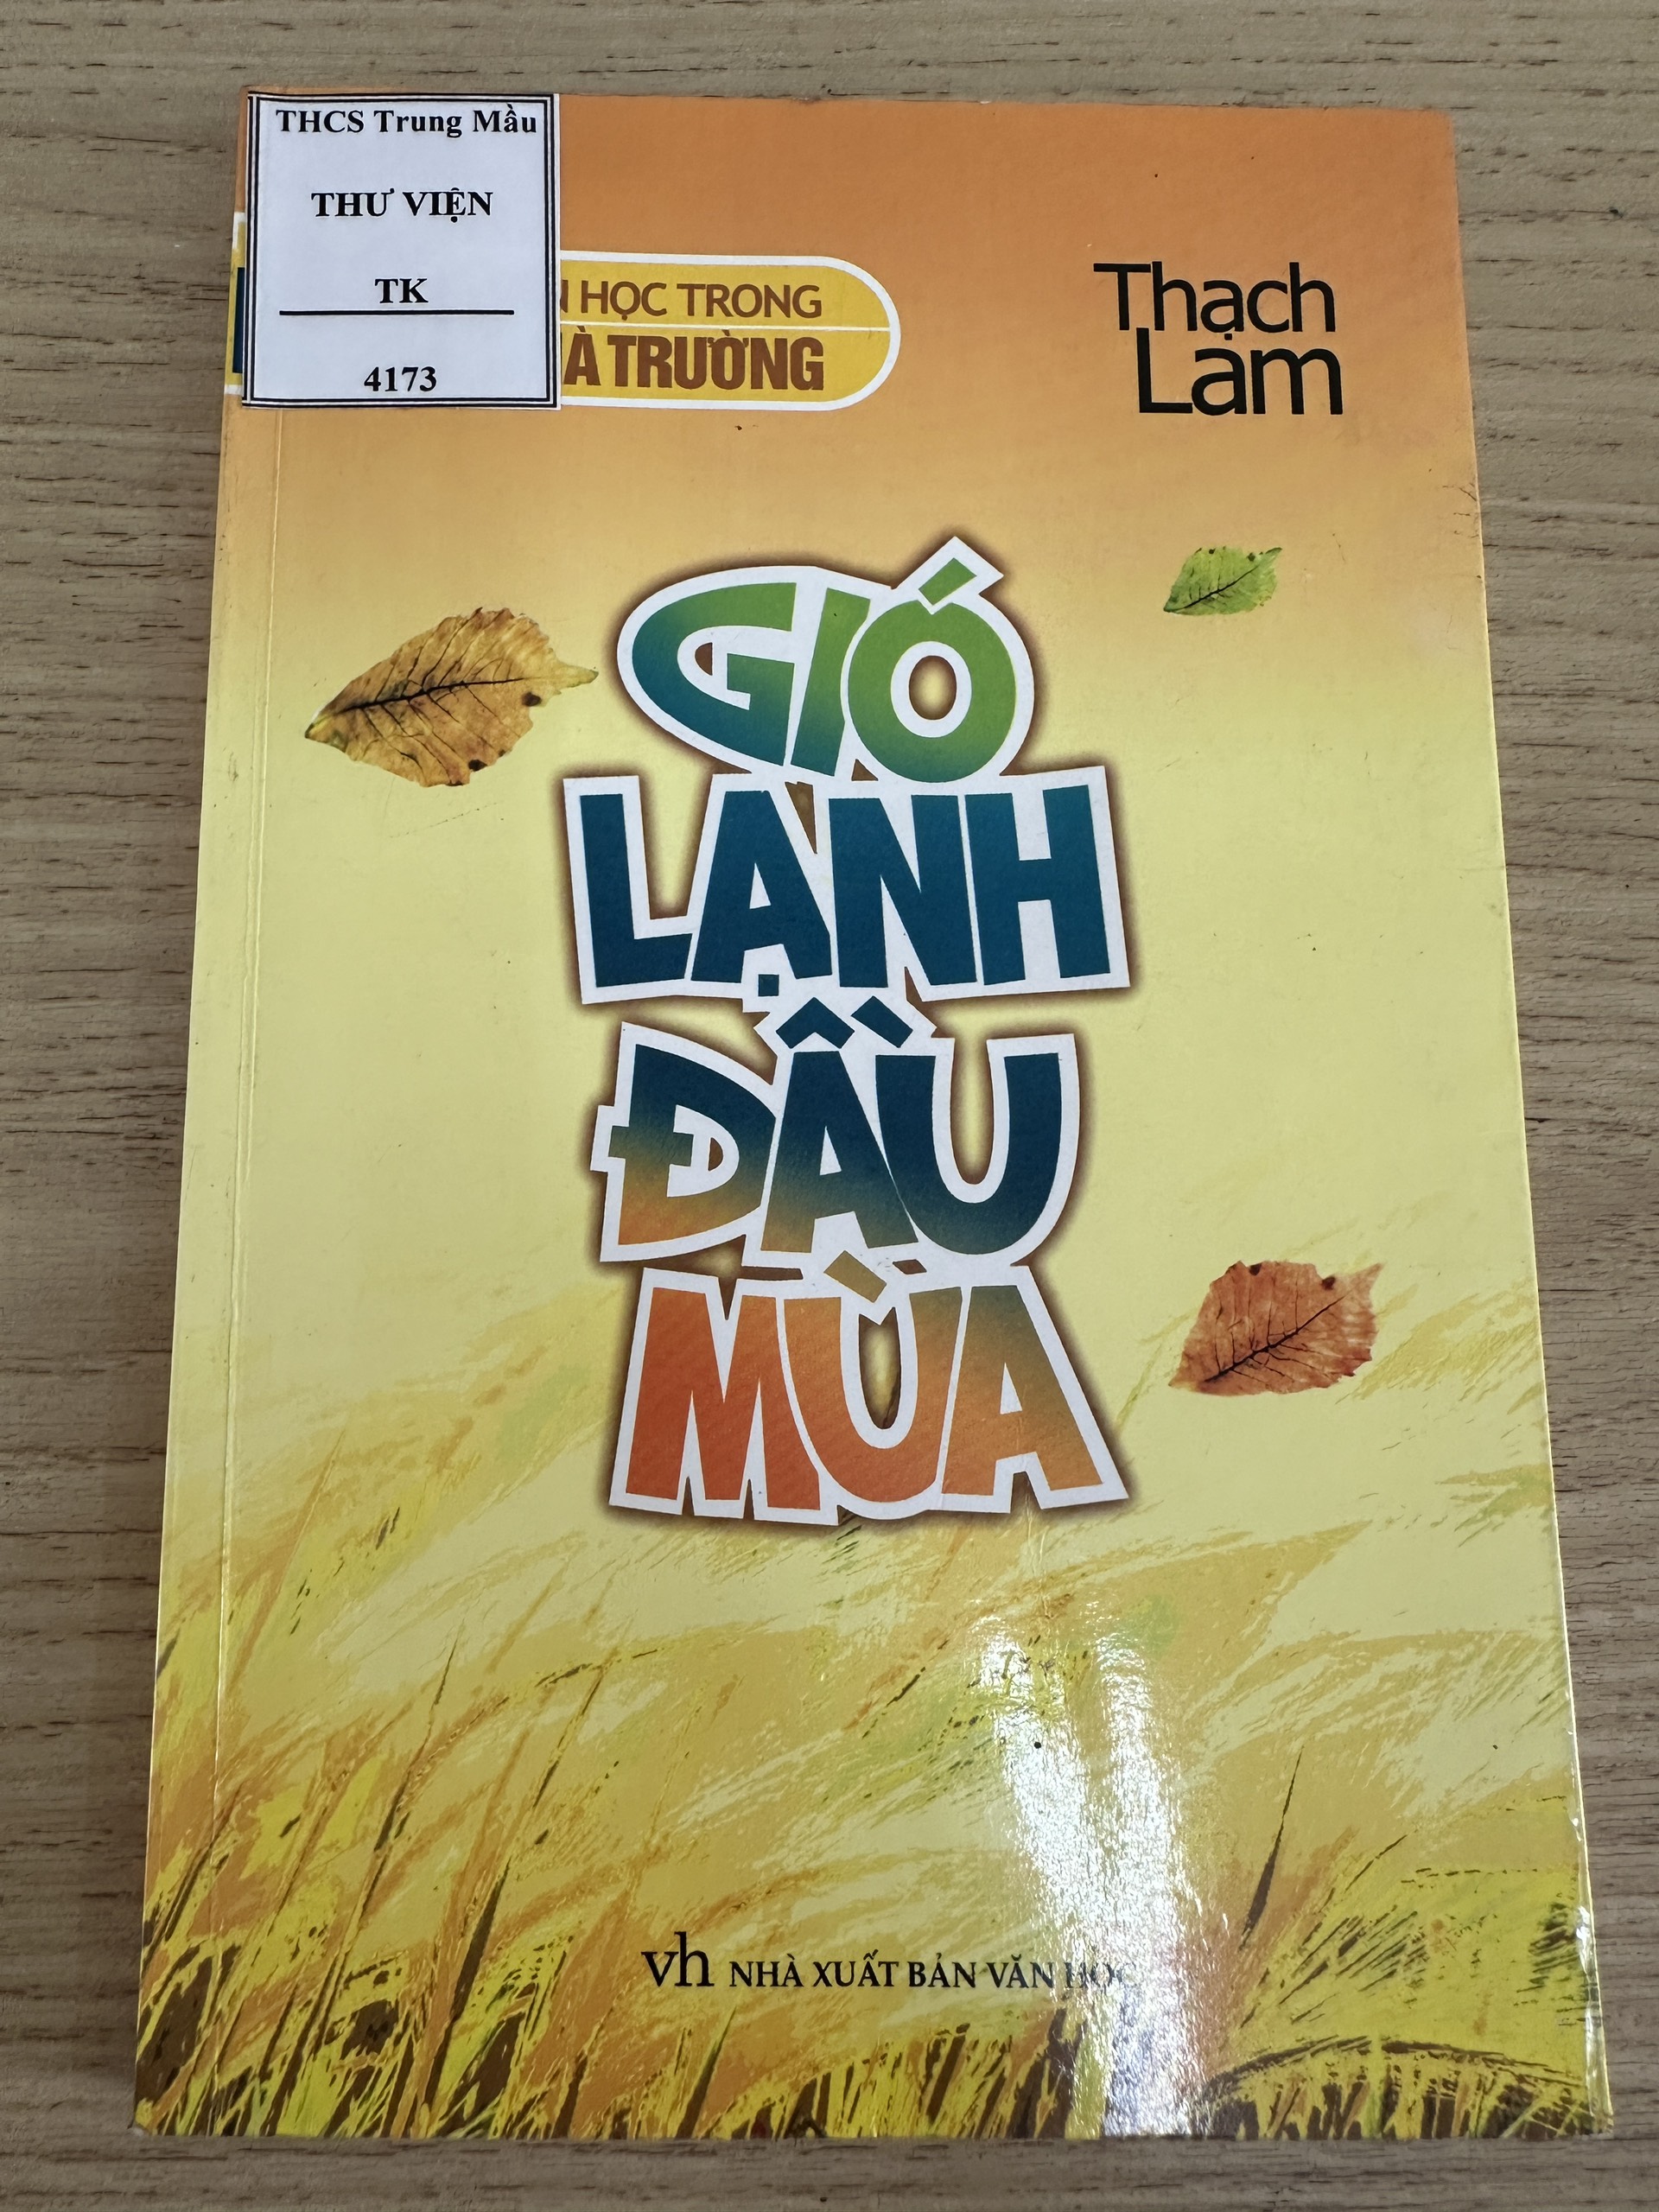 THCS Trung Mầu
THƯ VIỆN
TK
4173
HỌC TRONG
TRƯỜNG
Thạch
Lam
GIÓ
LẠNH
ĐẦU
MÙA
vh NHÀ XUẤT BẢN VĂN HỌC